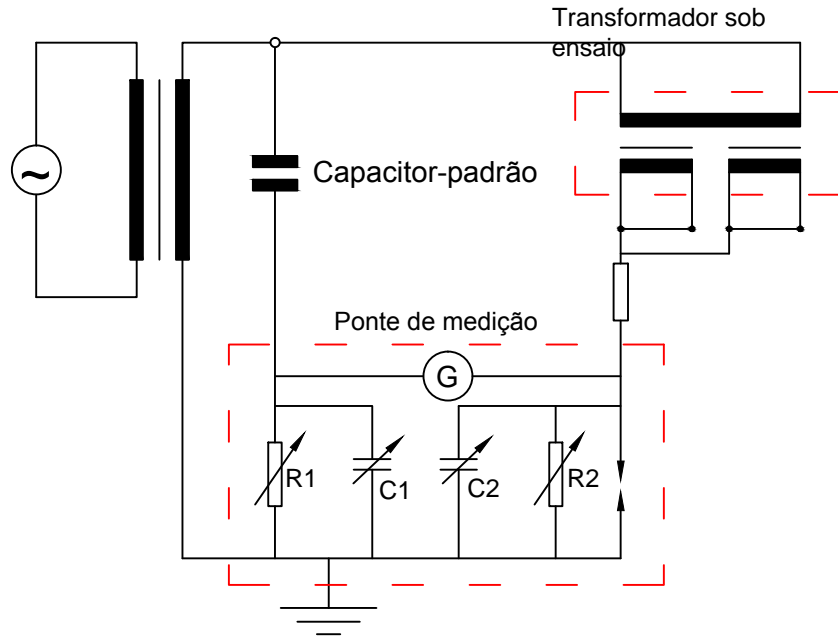 Transformador sob
ensaio
~
Capacitor-padrão
Ponte de medição
G
R1
C1
C2
R2